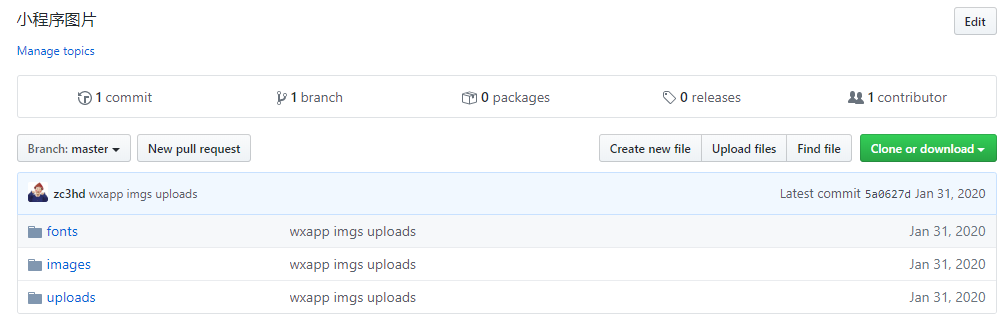 小程序图片 Edit
Manage topics
1 commit 1 branch 0 packages 0 releases 1 contributor
Branch: master New pull request Create new file Upload files Find file Clone or download
zc3hd wxapp imgs uploads Latest commit 5a0627d Jan 31, 2020
fonts wxapp imgs uploads Jan 31, 2020
images wxapp imgs uploads Jan 31, 2020
uploads wxapp imgs uploads Jan 31, 2020